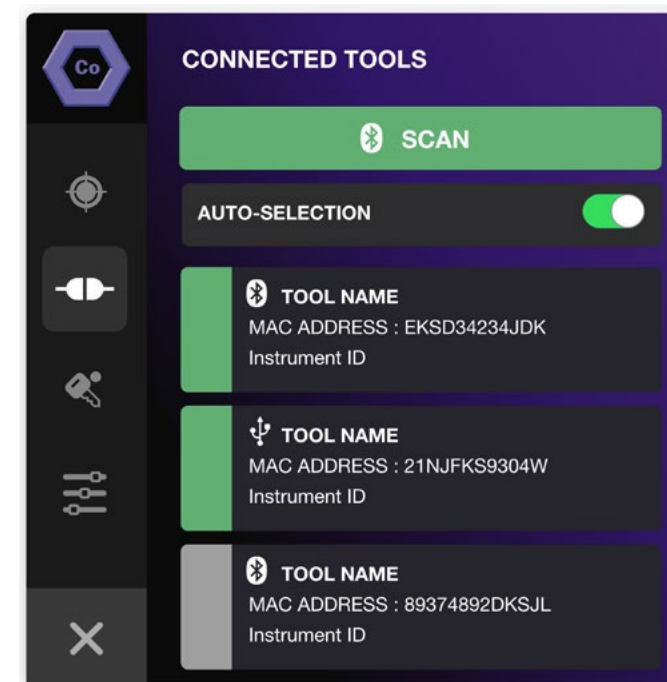 Co
CONNECTED TOOLS
SCAN
AUTO-SELECTION
TOOL NAME
MAC ADDRESS : EKSD34234JDK
Instrument ID
TOOL NAME
MAC ADDRESS : 21NJFKS9304W
Instrument ID
TOOL NAME
MAC ADDRESS : 89374892DKSJL
Instrument ID